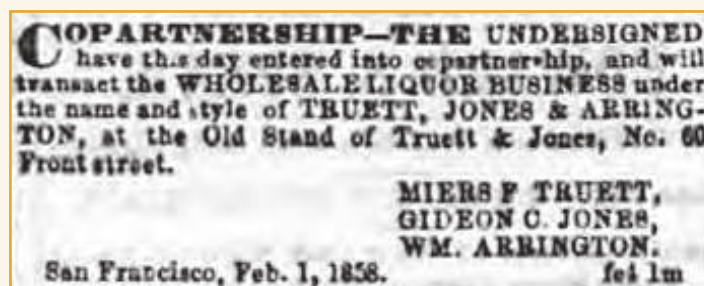 COPARTNERSHIP—THE UNDERSIGNED
have this day entered into copartnership, and will
transact the WHOLESALE LIQUOR BUSINESS under
the name and style of TRUETT, JONES & ARRING-
TON, at the Old Stand of Truett & Jones, No. 60
Front street.
MIERS F TRUETT,
GIDEON C. JONES,
WM. ARRINGTON.
San Francisco, Feb. 1, 1858. fe1 1m